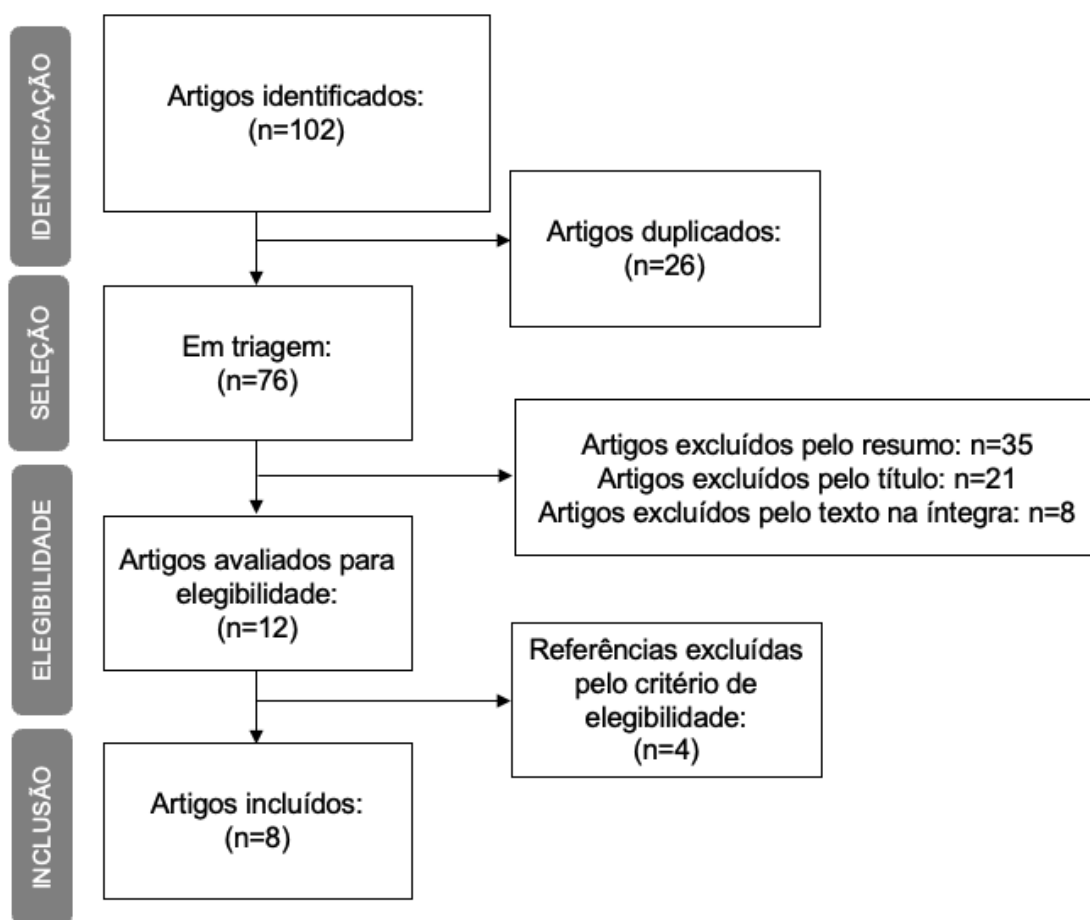 IDENTIFICAÇÃO
Artigos identificados:
(n=102)
Artigos duplicados:
(n=26)
SELEÇÃO
Em triagem:
(n=76)
Artigos excluídos pelo resumo: n=35
Artigos excluídos pelo título: n=21
Artigos excluídos pelo texto na íntegra: n=8
ELEGIBILIDADE
Artigos avaliados para
elegibilidade:
(n=12)
Referências excluídas
pelo critério de
elegibilidade:
(n=4)
INCLUSÃO
Artigos incluídos:
(n=8)